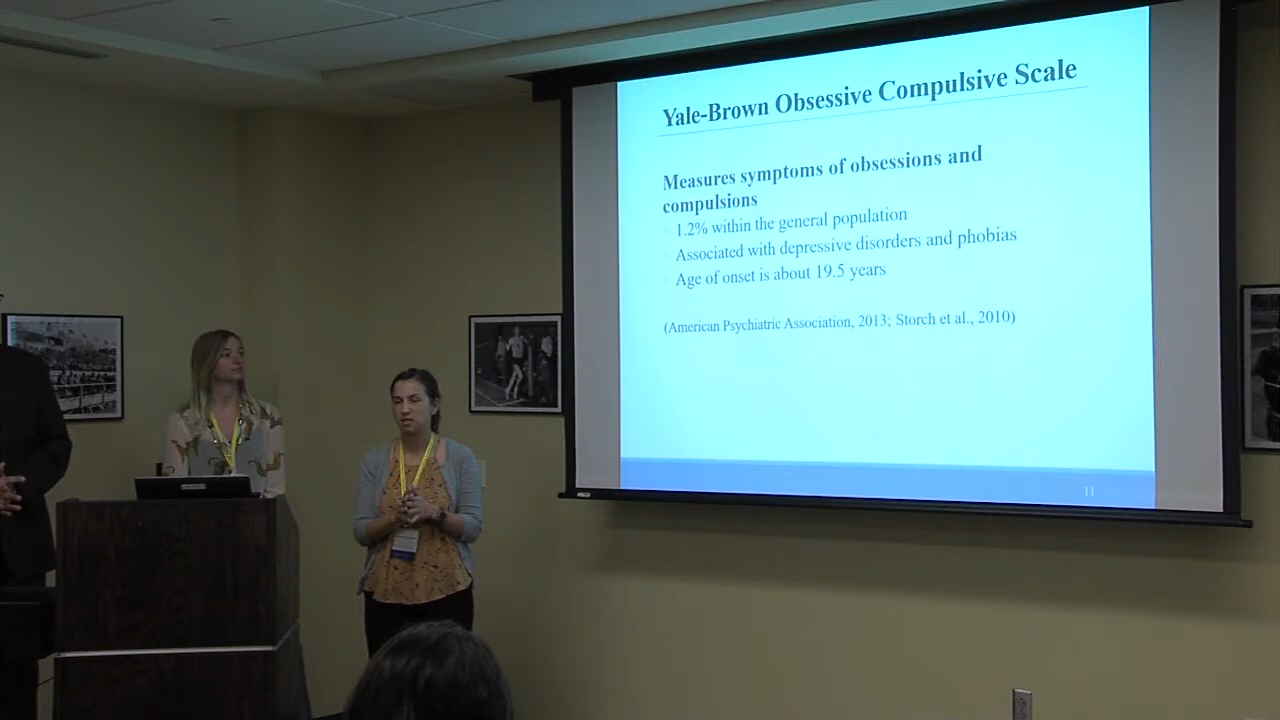 Yale-Brown Obsessive Compulsive Scale
Measures symptoms of obsessions and
compulsions
1.2% within the general population
Associated with depressive disorders and phobias
Age of onset is about 19.5 years
(American Psychiatric Association, 2013; Storch et al., 2010)
11